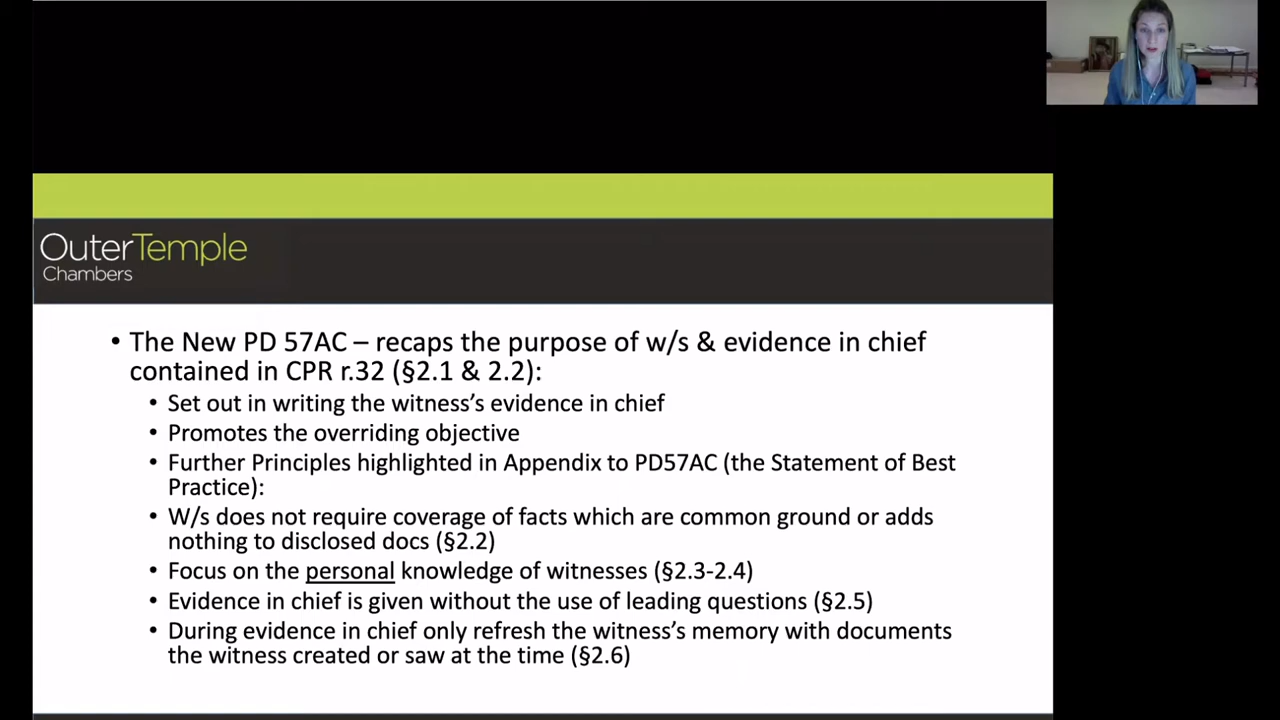 OuterTemple
Chambers
• The New PD 57AC – recaps the purpose of w/s & evidence in chief
contained in CPR r.32 (§2.1 & 2.2):
• Set out in writing the witness’s evidence in chief
• Promotes the overriding objective
• Further Principles highlighted in Appendix to PD57AC (the Statement of Best
Practice):
• W/s does not require coverage of facts which are common ground or adds
nothing to disclosed docs (§2.2)
• Focus on the personal knowledge of witnesses (§2.3-2.4)
• Evidence in chief is given without the use of leading questions (§2.5)
• During evidence in chief only refresh the witness’s memory with documents
the witness created or saw at the time (§2.6)